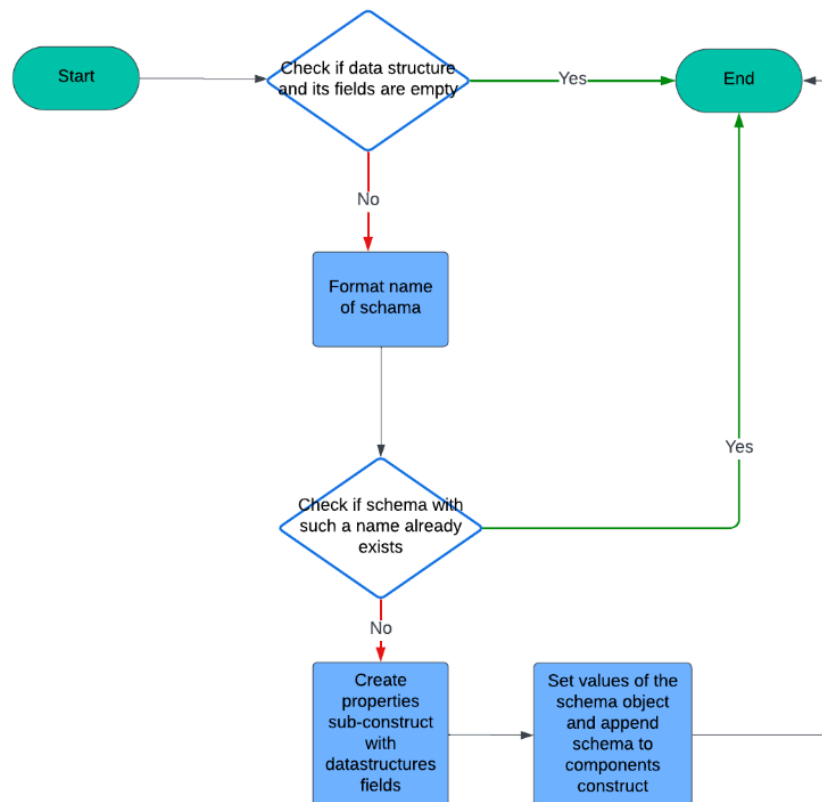 Start
Check if data structure
and its fields are empty
Yes
End
No
Format name
of schama
Yes
Check if schema with
such a name already
exists
No
Create
properties
sub-construct
with
datastructures
fields
Set values of the
schema object
and append
schema to
components
construct